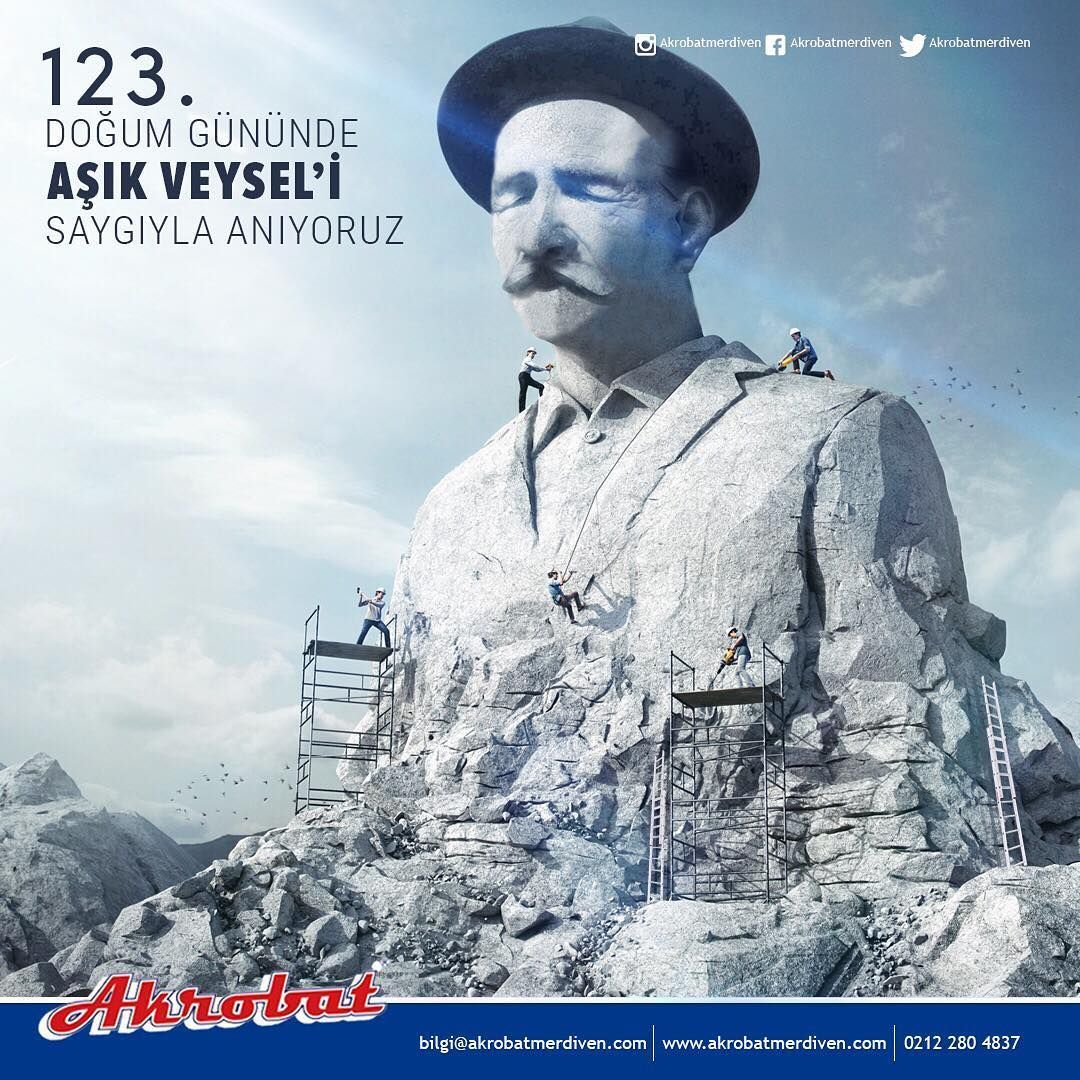 Akrobatmerdiven Akrobatmerdiven Akrobatmerdiven
123.
DOĞUM GÜNÜNDE
AŞIK VEYSEL'İ
SAYGIYLA ANIYORUZ
Akrobat
bilgi@akrobatmerdiven.com www.akrobatmerdiven.com 0212 280 4837